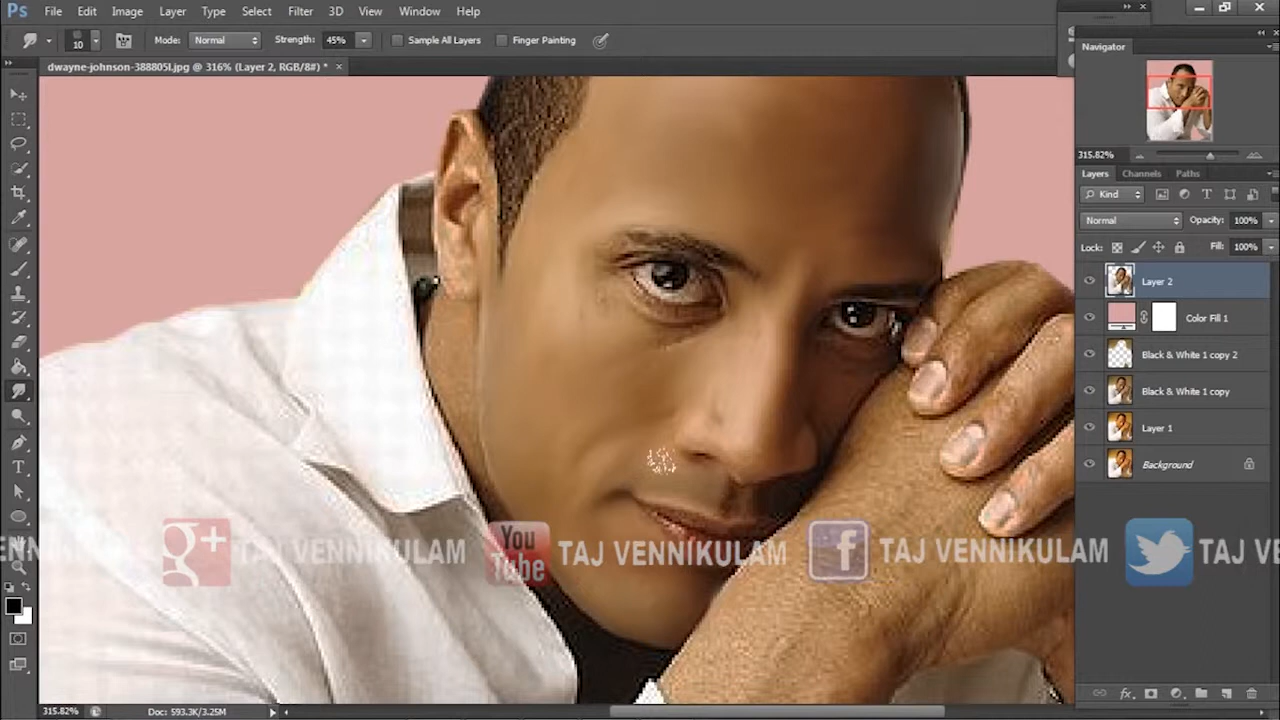 Ps File Edit Image Layer Type Select Filter 3D View Window Help
10 Mode: Normal Strength: 45% Sample All Layers Finger Painting
dwayne-johnson-388805l.jpg @ 316% (Layer 2, RGB/8#) *
Navigator
315.82%
Layers Channels Paths
Kind
Normal Opacity: 100%
Lock: Fill: 100%
Layer 2
Color Fill 1
Black & White 1 copy 2
Black & White 1 copy
Layer 1
Background
ENNIKULAM g+ TAJ VENNIKULAM You Tube TAJ VENNIKULAM f TAJ VENNIKULAM TAJ VEN
315.82% Doc: 593.3K/3.25M